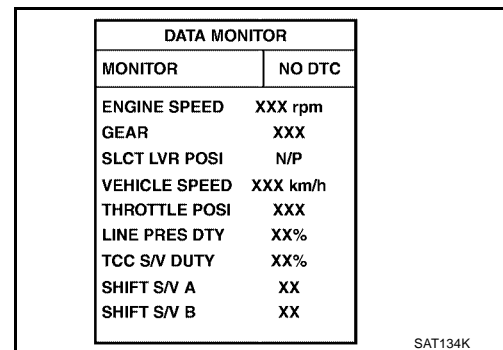 DATA MONITOR
MONITOR NO DTC
ENGINE SPEED XXX rpm
GEAR XXX
SLCT LVR POSI N/P
VEHICLE SPEED XXX km/h
THROTTLE POSI XXX
LINE PRES DTY XX%
TCC S/V DUTY XX%
SHIFT S/V A XX
SHIFT S/V B XX
SAT134K